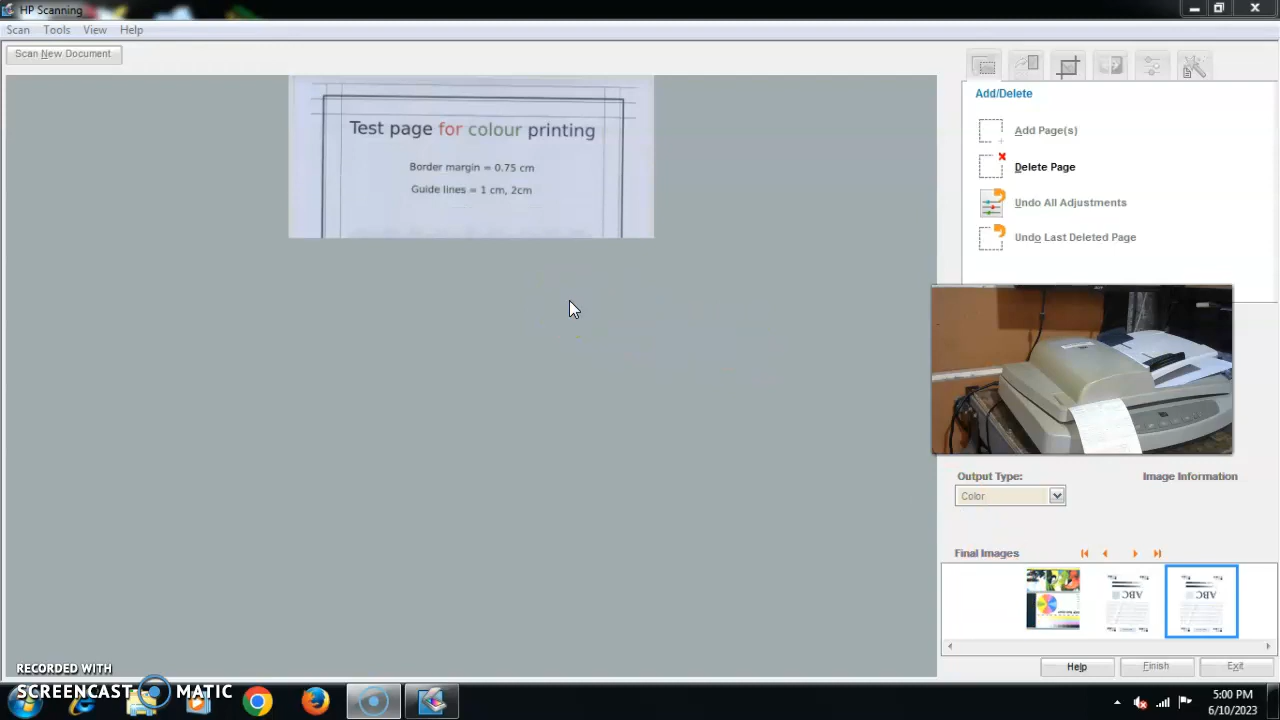 HP Scanning
Scan Tools View Help
Scan New Document
Test page for colour printing
Border margin = 0.75 cm
Guide lines = 1 cm, 2cm
Add/Delete
Add Page(s)
Delete Page
Undo All Adjustments
Undo Last Deleted Page
Output Type:
Image Information
Color
Final Images
ABC
ABC
Help
Finish
Exit
RECORDED WITH
SCREENCAST MATIC
5:00 PM
6/10/2023